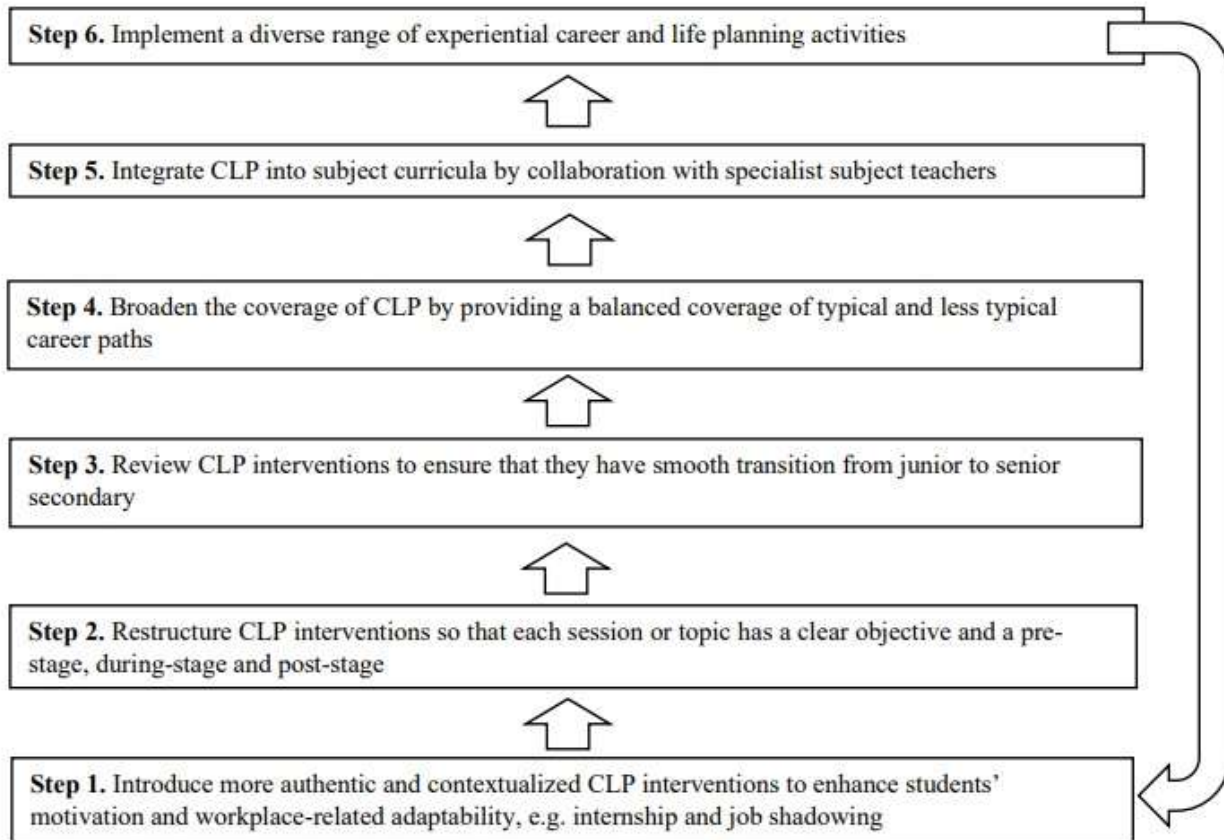 Step 6. Implement a diverse range of experiential career and life planning activities
Step 5. Integrate CLP into subject curricula by collaboration with specialist subject teachers
Step 4. Broaden the coverage of CLP by providing a balanced coverage of typical and less typical
career paths
Step 3. Review CLP interventions to ensure that they have smooth transition from junior to senior
secondary
Step 2. Restructure CLP interventions so that each session or topic has a clear objective and a pre-
stage, during-stage and post-stage
Step 1. Introduce more authentic and contextualized CLP interventions to enhance students’
motivation and workplace-related adaptability, e.g. internship and job shadowing